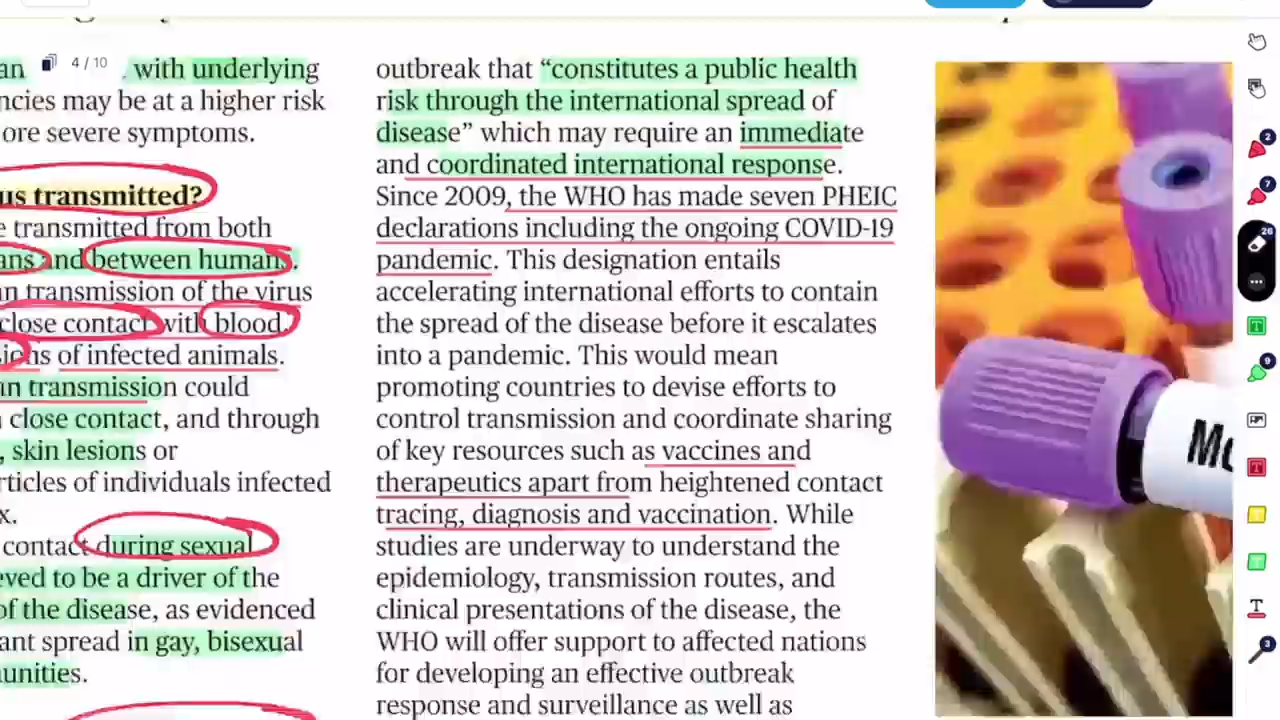 4 / 10
an with underlying
ncies may be at a higher risk
ore severe symptoms.
us transmitted?
e transmitted from both
ans and between humans.
an transmission of the virus
close contact with blood,
sions of infected animals.
an transmission could
close contact, and through
, skin lesions or
rticles of individuals infected
x.
contact during sexual
eved to be a driver of the
of the disease, as evidenced
ant spread in gay, bisexual
unities.
outbreak that “constitutes a public health
risk through the international spread of
disease” which may require an immediate
and coordinated international response.
Since 2009, the WHO has made seven PHEIC
declarations including the ongoing COVID-19
pandemic. This designation entails
accelerating international efforts to contain
the spread of the disease before it escalates
into a pandemic. This would mean
promoting countries to devise efforts to
control transmission and coordinate sharing
of key resources such as vaccines and
therapeutics apart from heightened contact
tracing, diagnosis and vaccination. While
studies are underway to understand the
epidemiology, transmission routes, and
clinical presentations of the disease, the
WHO will offer support to affected nations
for developing an effective outbreak
response and surveillance as well as
Mo
2
7
26
T
9
T
T
T
3